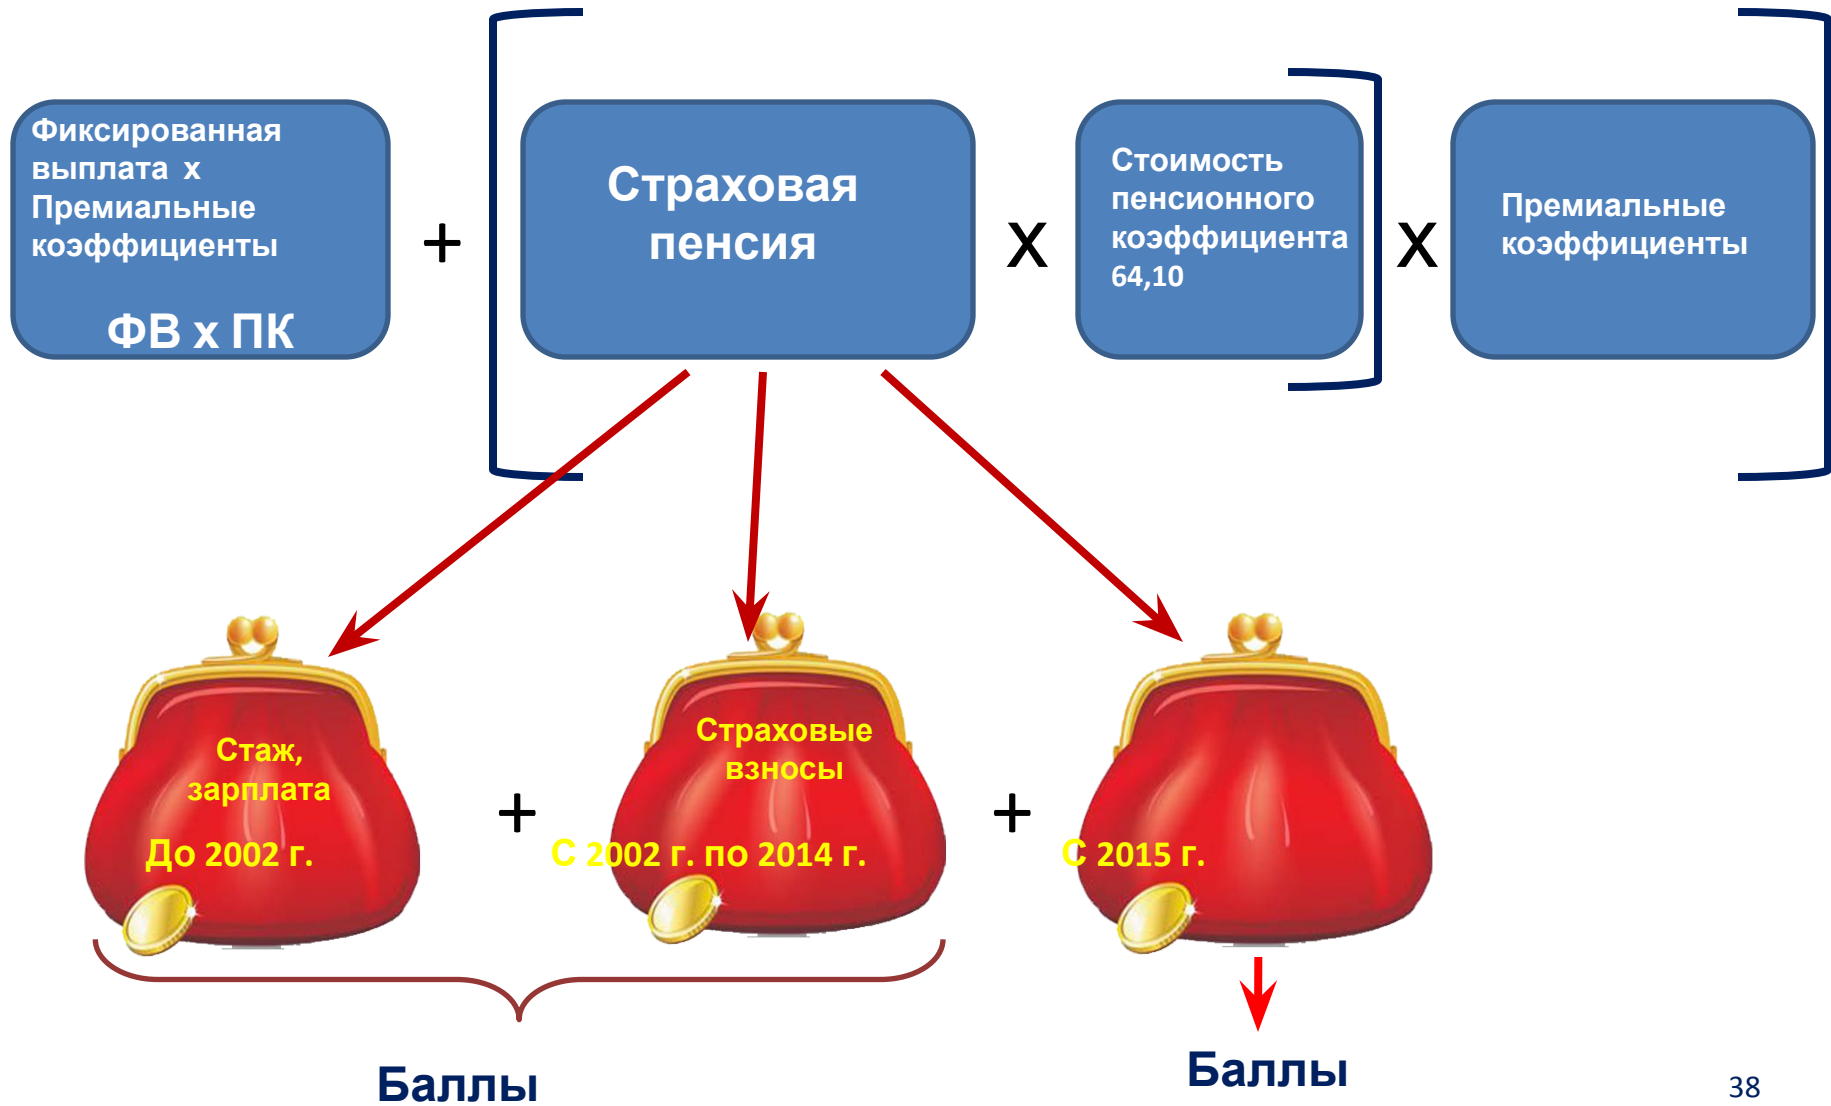 Фиксированная
выплата х
Премиальные
коэффициенты
ФВ х ПК
+
Страховая
пенсия
х
Стоимость
пенсионного
коэффициента
64,10
х
Премиальные
коэффициенты
Стаж,
зарплата
До 2002 г.
+
Страховые
взносы
С 2002 г. по 2014 г.
+
С 2015 г.
Баллы
Баллы
38